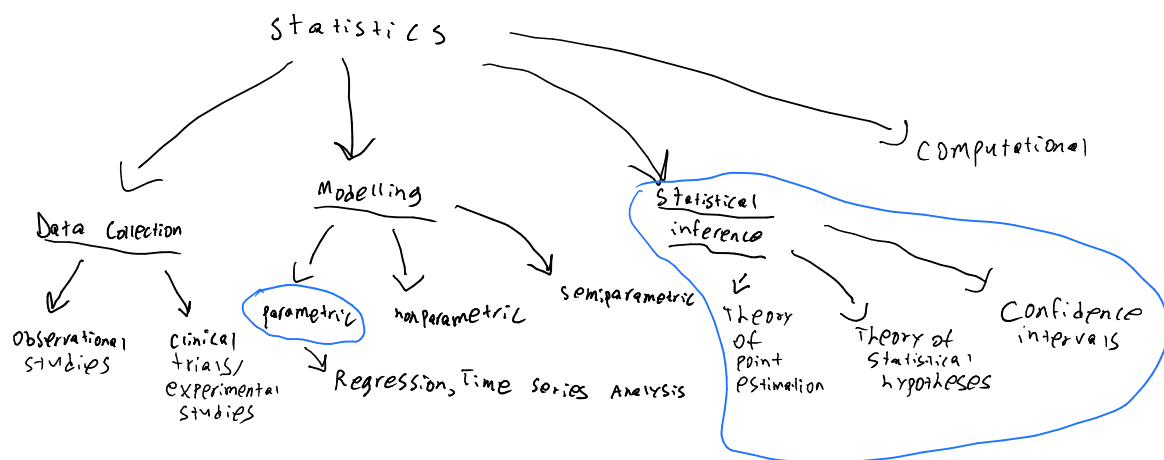 Statistics
Computational
Modelling
Statistical
inference
Data Collection
Semiparametric
parametric
nonparametric
Observational
studies
Clinical
trials/
experimental
studies
Regression, Time Series Analysis
Theory
of
point
estimation
Theory of
Statistical
hypotheses
Confidence
intervals